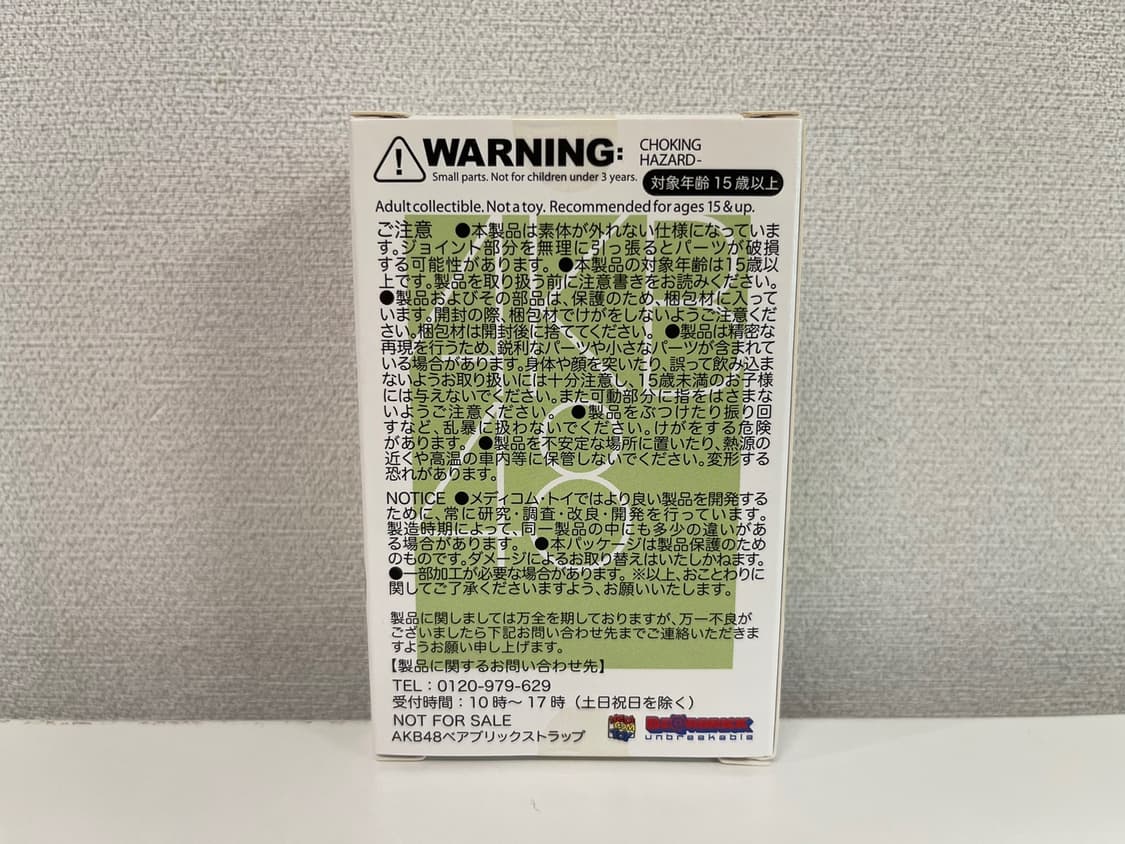 WARNING: CHOKING
HAZARD-
Small parts. Not for children under 3 years.
対象年齢15歳以上
Adult collectible. Not a toy. Recommended for ages 15 & up.
AKB
48
ご注意 ●本製品は素体が外れない仕様になっていま
す。ジョイント部分を無理に引っ張るとパーツが破損
する可能性があります。●本製品の対象年齢は15歳以
上です。製品を取り扱う前に注意書きをお読みください。
●製品およびその部品は、保護のため、梱包材に入って
います。開封の際、梱包材でけがをしないようご注意くだ
さい。梱包材は開封後に捨ててください。●製品は精密な
再現を行うため、鋭利なパーツや小さなパーツが含まれて
いる場合があります。身体や顔を突いたり、誤って飲み込ま
ないようお取り扱いには十分注意し、15歳未満のお子様
には与えないでください。また可動部分に指をはさまな
いようご注意ください。●製品をぶつけたり振り回
すなど、乱暴に扱わないでください。けがをする危険
があります。●製品を不安定な場所に置いたり、熱源の
近くや高温の車内等に保管しないでください。変形する
恐れがあります。
NOTICE ●メディコム・トイではより良い製品を開発する
ために、常に研究・調査・改良・開発を行っています。
製造時期によって、同一製品の中にも多少の違いがあ
る場合があります。●本パッケージは製品保護のため
のものです。ダメージによるお取り替えはいたしかねます。
●一部加工が必要な場合があります。※以上、おことわりに
関してご了承くださいますよう、お願いいたします。
製品に関しましては万全を期しておりますが、万一不良が
ございましたら下記お問い合わせ先までご連絡いただきま
すようお願い申し上げます。
【製品に関するお問い合わせ先】
TEL：0120-979-629
受付時間：10時〜17時（土日祝日を除く）
NOT FOR SALE
AKB48ベアブリックストラップ
BE@RBRICK
unbreakable